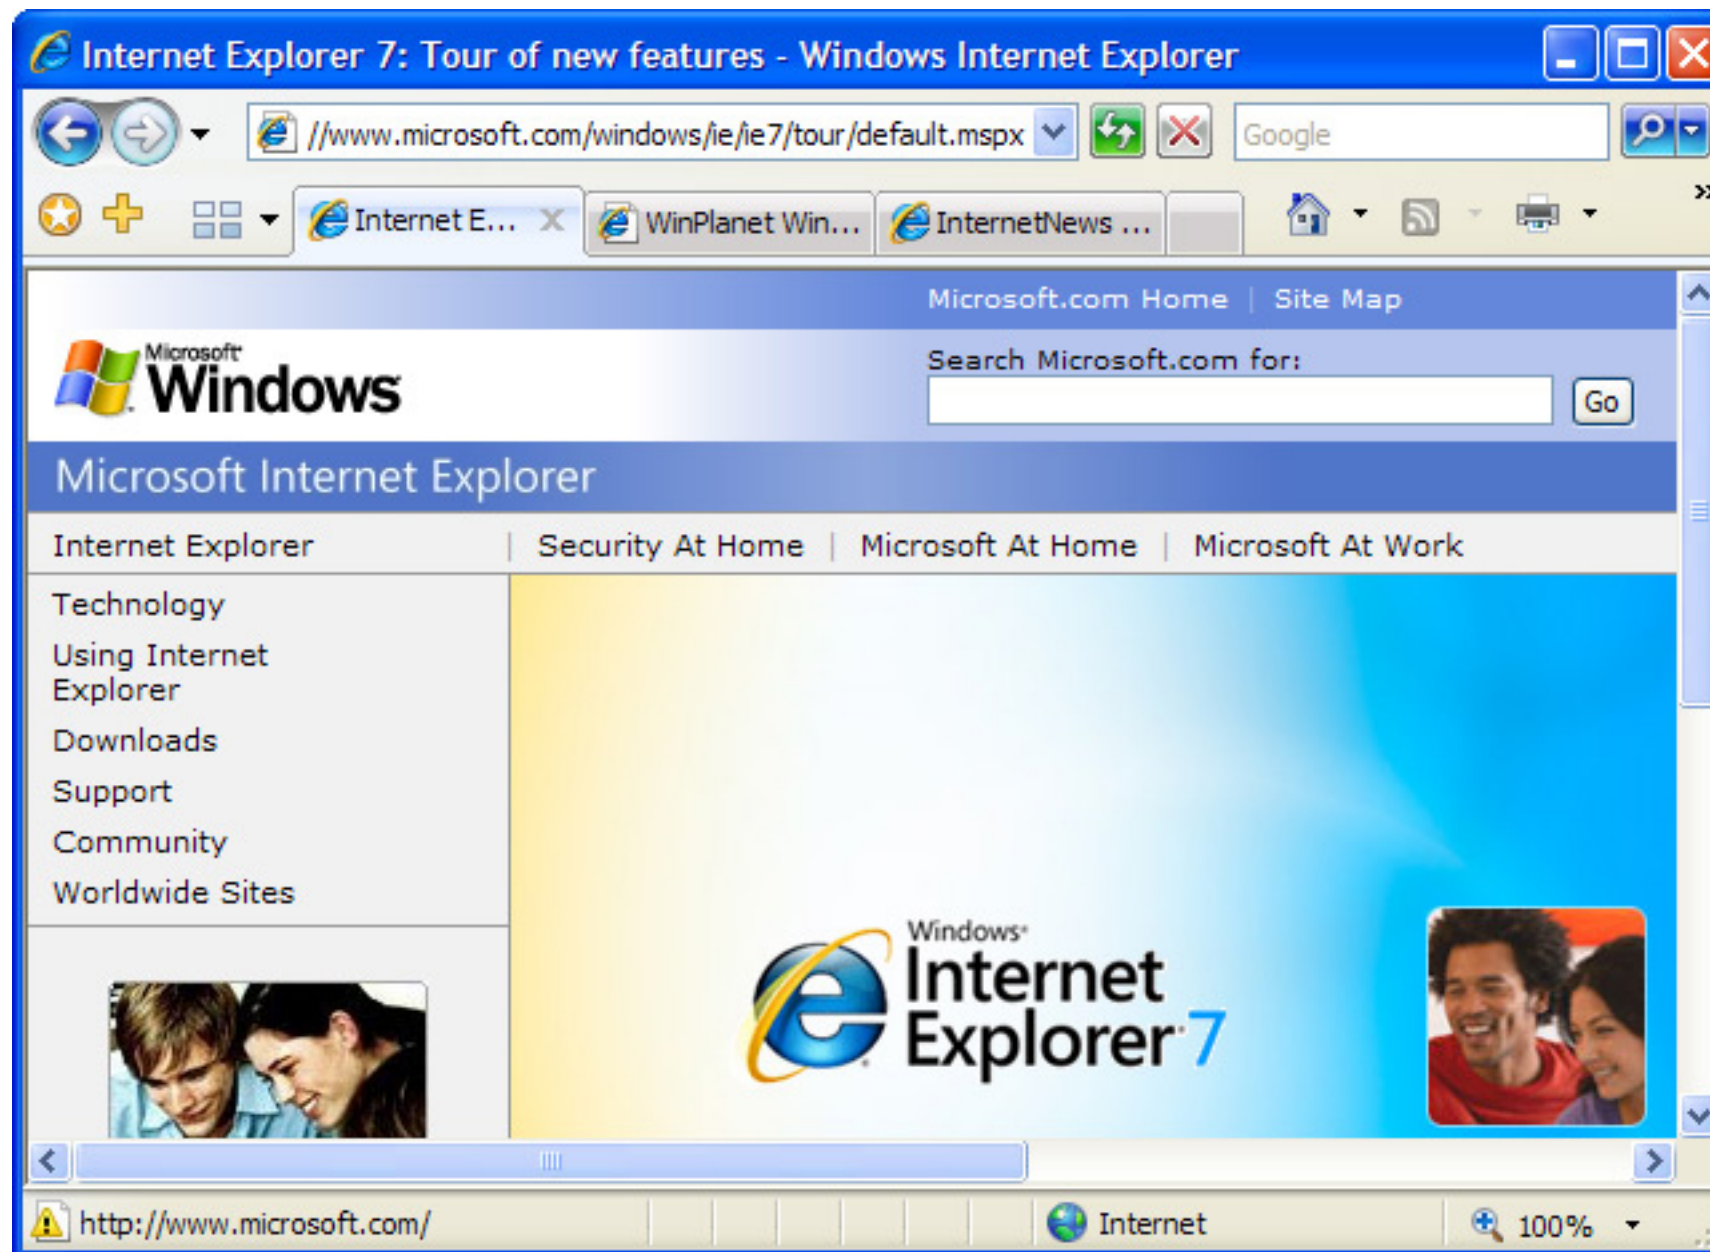 Internet Explorer 7: Tour of new features - Windows Internet Explorer
//www.microsoft.com/windows/ie/ie7/tour/default.mspx
Google
Internet E...
WinPlanet Win...
InternetNews ...
Microsoft.com Home | Site Map
Microsoft
Windows
Search Microsoft.com for:
Go
Microsoft Internet Explorer
Internet Explorer | Security At Home | Microsoft At Home | Microsoft At Work
Technology
Using Internet
Explorer
Downloads
Support
Community
Worldwide Sites
Windows
Internet
Explorer 7
http://www.microsoft.com/
Internet
100%